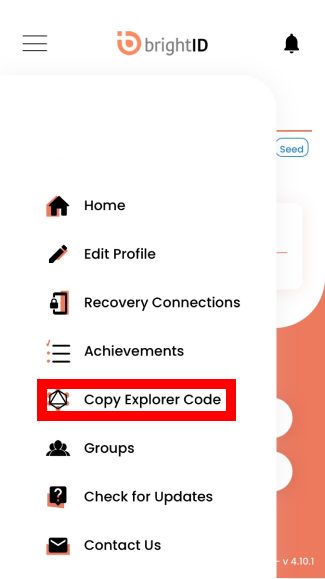 brightID
Seed
Home
Edit Profile
Recovery Connections
Achievements
Copy Explorer Code
Groups
Check for Updates
Contact Us
- v 4.10.1